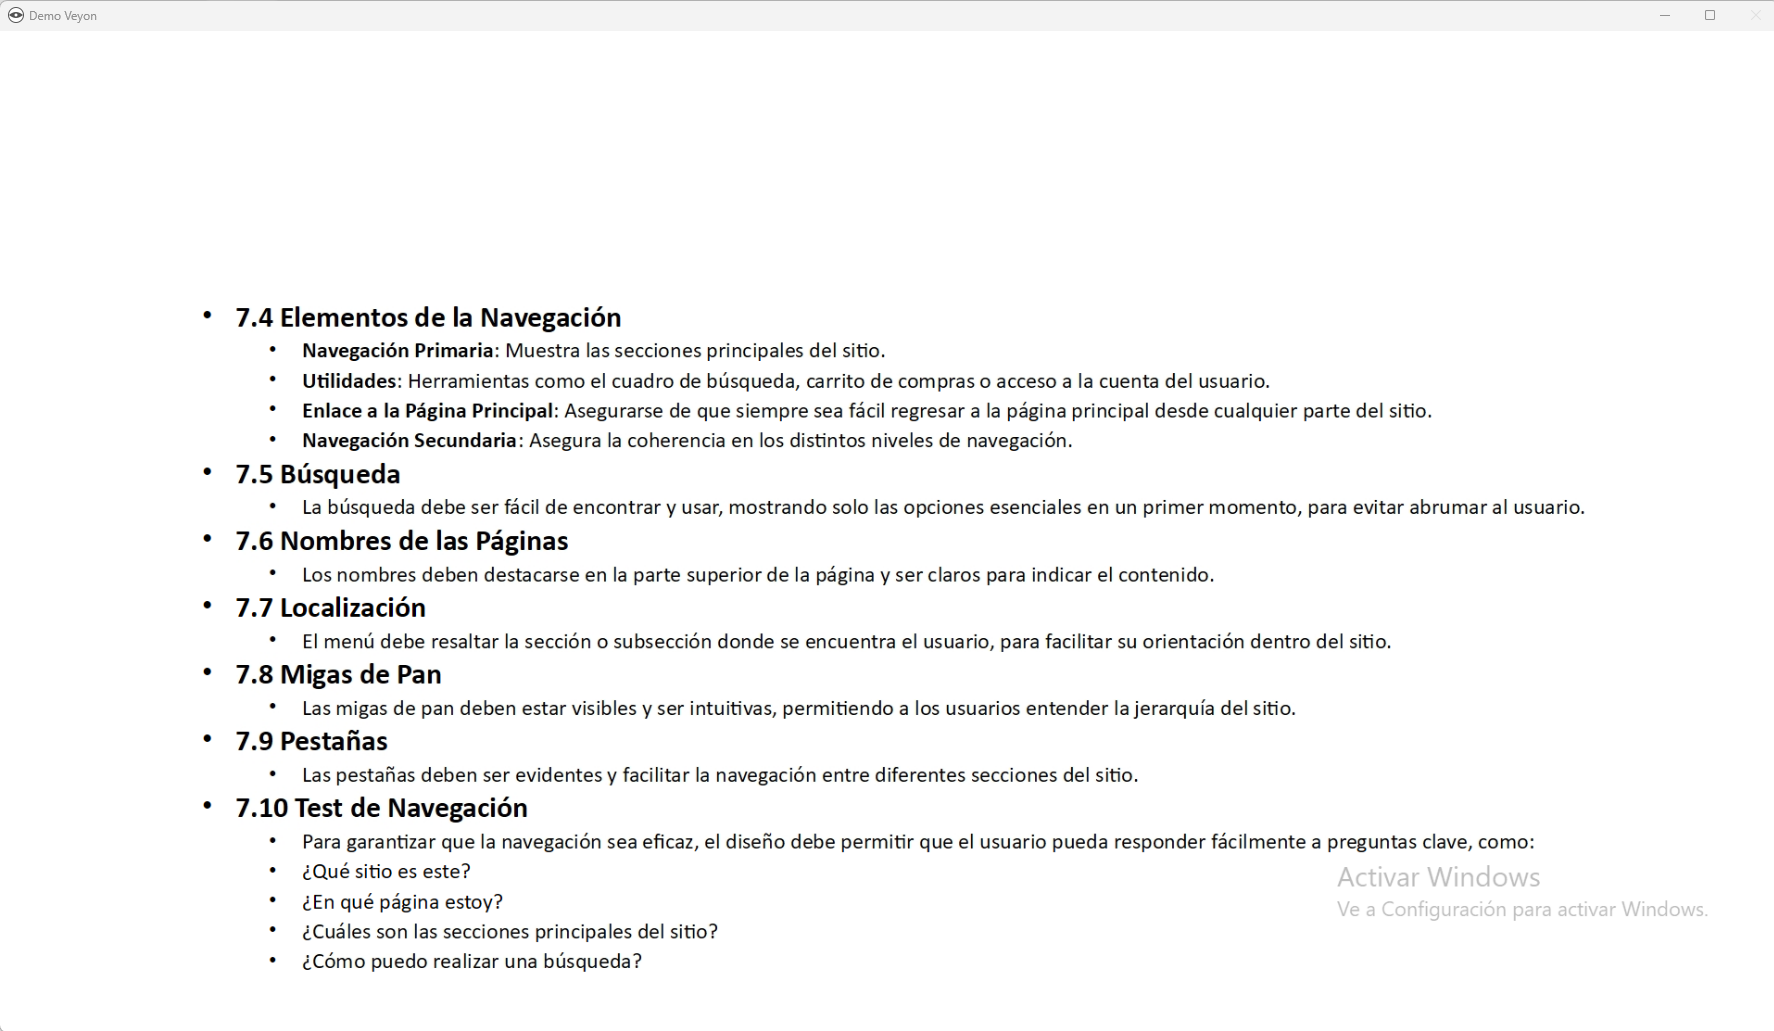 Demo Veyon
• 7.4 Elementos de la Navegación
• Navegación Primaria: Muestra las secciones principales del sitio.
• Utilidades: Herramientas como el cuadro de búsqueda, carrito de compras o acceso a la cuenta del usuario.
• Enlace a la Página Principal: Asegurarse de que siempre sea fácil regresar a la página principal desde cualquier parte del sitio.
• Navegación Secundaria: Asegura la coherencia en los distintos niveles de navegación.
• 7.5 Búsqueda
• La búsqueda debe ser fácil de encontrar y usar, mostrando solo las opciones esenciales en un primer momento, para evitar abrumar al usuario.
• 7.6 Nombres de las Páginas
• Los nombres deben destacarse en la parte superior de la página y ser claros para indicar el contenido.
• 7.7 Localización
• El menú debe resaltar la sección o subsección donde se encuentra el usuario, para facilitar su orientación dentro del sitio.
• 7.8 Migas de Pan
• Las migas de pan deben estar visibles y ser intuitivas, permitiendo a los usuarios entender la jerarquía del sitio.
• 7.9 Pestañas
• Las pestañas deben ser evidentes y facilitar la navegación entre diferentes secciones del sitio.
• 7.10 Test de Navegación
• Para garantizar que la navegación sea eficaz, el diseño debe permitir que el usuario pueda responder fácilmente a preguntas clave, como:
• ¿Qué sitio es este?
• ¿En qué página estoy?
• ¿Cuáles son las secciones principales del sitio?
• ¿Cómo puedo realizar una búsqueda?
Activar Windows
Ve a Configuración para activar Windows.